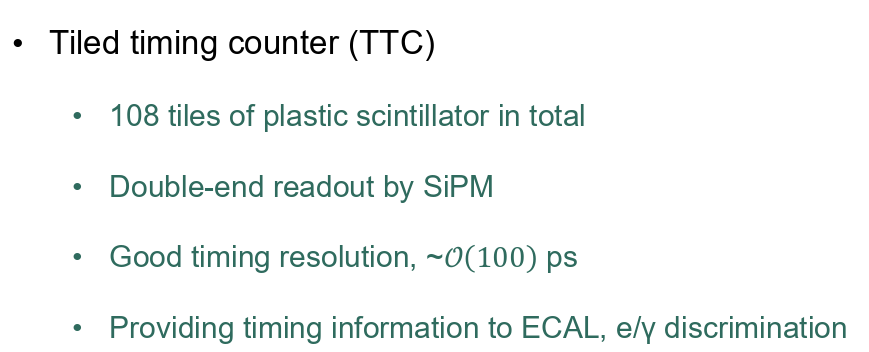 • Tiled timing counter (TTC)
• 108 tiles of plastic scintillator in total
• Double-end readout by SiPM
• Good timing resolution, ~𝒪(100) ps
• Providing timing information to ECAL, e/γ discrimination